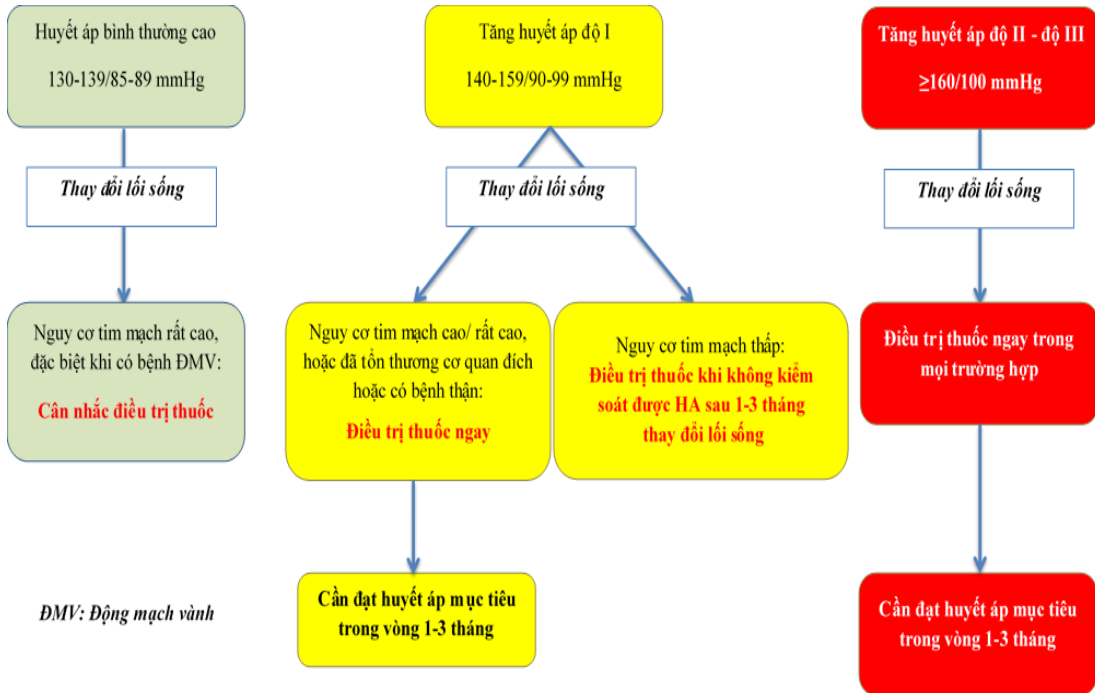 Huyết áp bình thường cao
130-139/85-89 mmHg
Tăng huyết áp độ I
140-159/90-99 mmHg
Tăng huyết áp độ II - độ III
≥160/100 mmHg
Thay đổi lối sống
Thay đổi lối sống
Thay đổi lối sống
Nguy cơ tim mạch rất cao,
đặc biệt khi có bệnh ĐMV:
Cân nhắc điều trị thuốc
Nguy cơ tim mạch cao/ rất cao,
hoặc đã tổn thương cơ quan đích
hoặc có bệnh thận:
Điều trị thuốc ngay
Nguy cơ tim mạch thấp:
Điều trị thuốc khi không kiểm
soát được HA sau 1-3 tháng
thay đổi lối sống
Điều trị thuốc ngay trong
mọi trường hợp
ĐMV: Động mạch vành
Cần đạt huyết áp mục tiêu
trong vòng 1-3 tháng
Cần đạt huyết áp mục tiêu
trong vòng 1-3 tháng